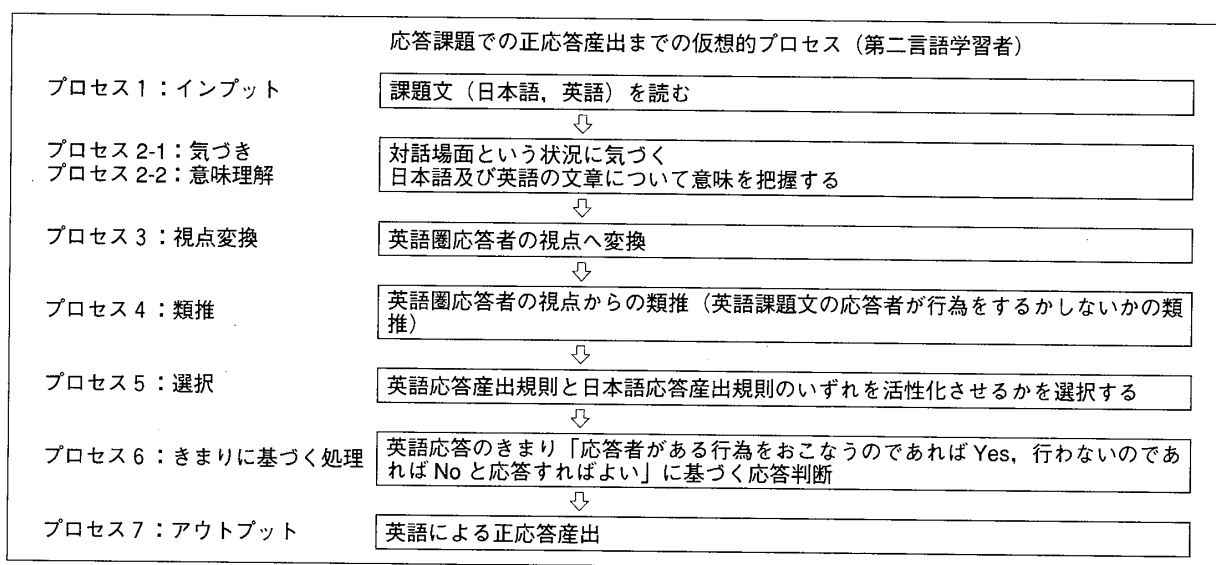 応答課題での正応答産出までの仮想的プロセス（第二言語学習者）
プロセス1：インプット
課題文（日本語，英語）を読む
⇩
プロセス2-1：気づき
対話場面という状況に気づく
プロセス2-2：意味理解
日本語及び英語の文章について意味を把握する
⇩
プロセス3：視点変換
英語圏応答者の視点へ変換
⇩
プロセス4：類推
英語圏応答者の視点からの類推（英語課題文の応答者が行為をするかしないかの類
推）
⇩
プロセス5：選択
英語応答産出規則と日本語応答産出規則のいずれを活性化させるかを選択する
⇩
プロセス6：きまりに基づく処理
英語応答のきまり「応答者がある行為をおこなうのであれば Yes，行わないのであ
れば No と応答すればよい」に基づく応答判断
⇩
プロセス7：アウトプット
英語による正応答産出